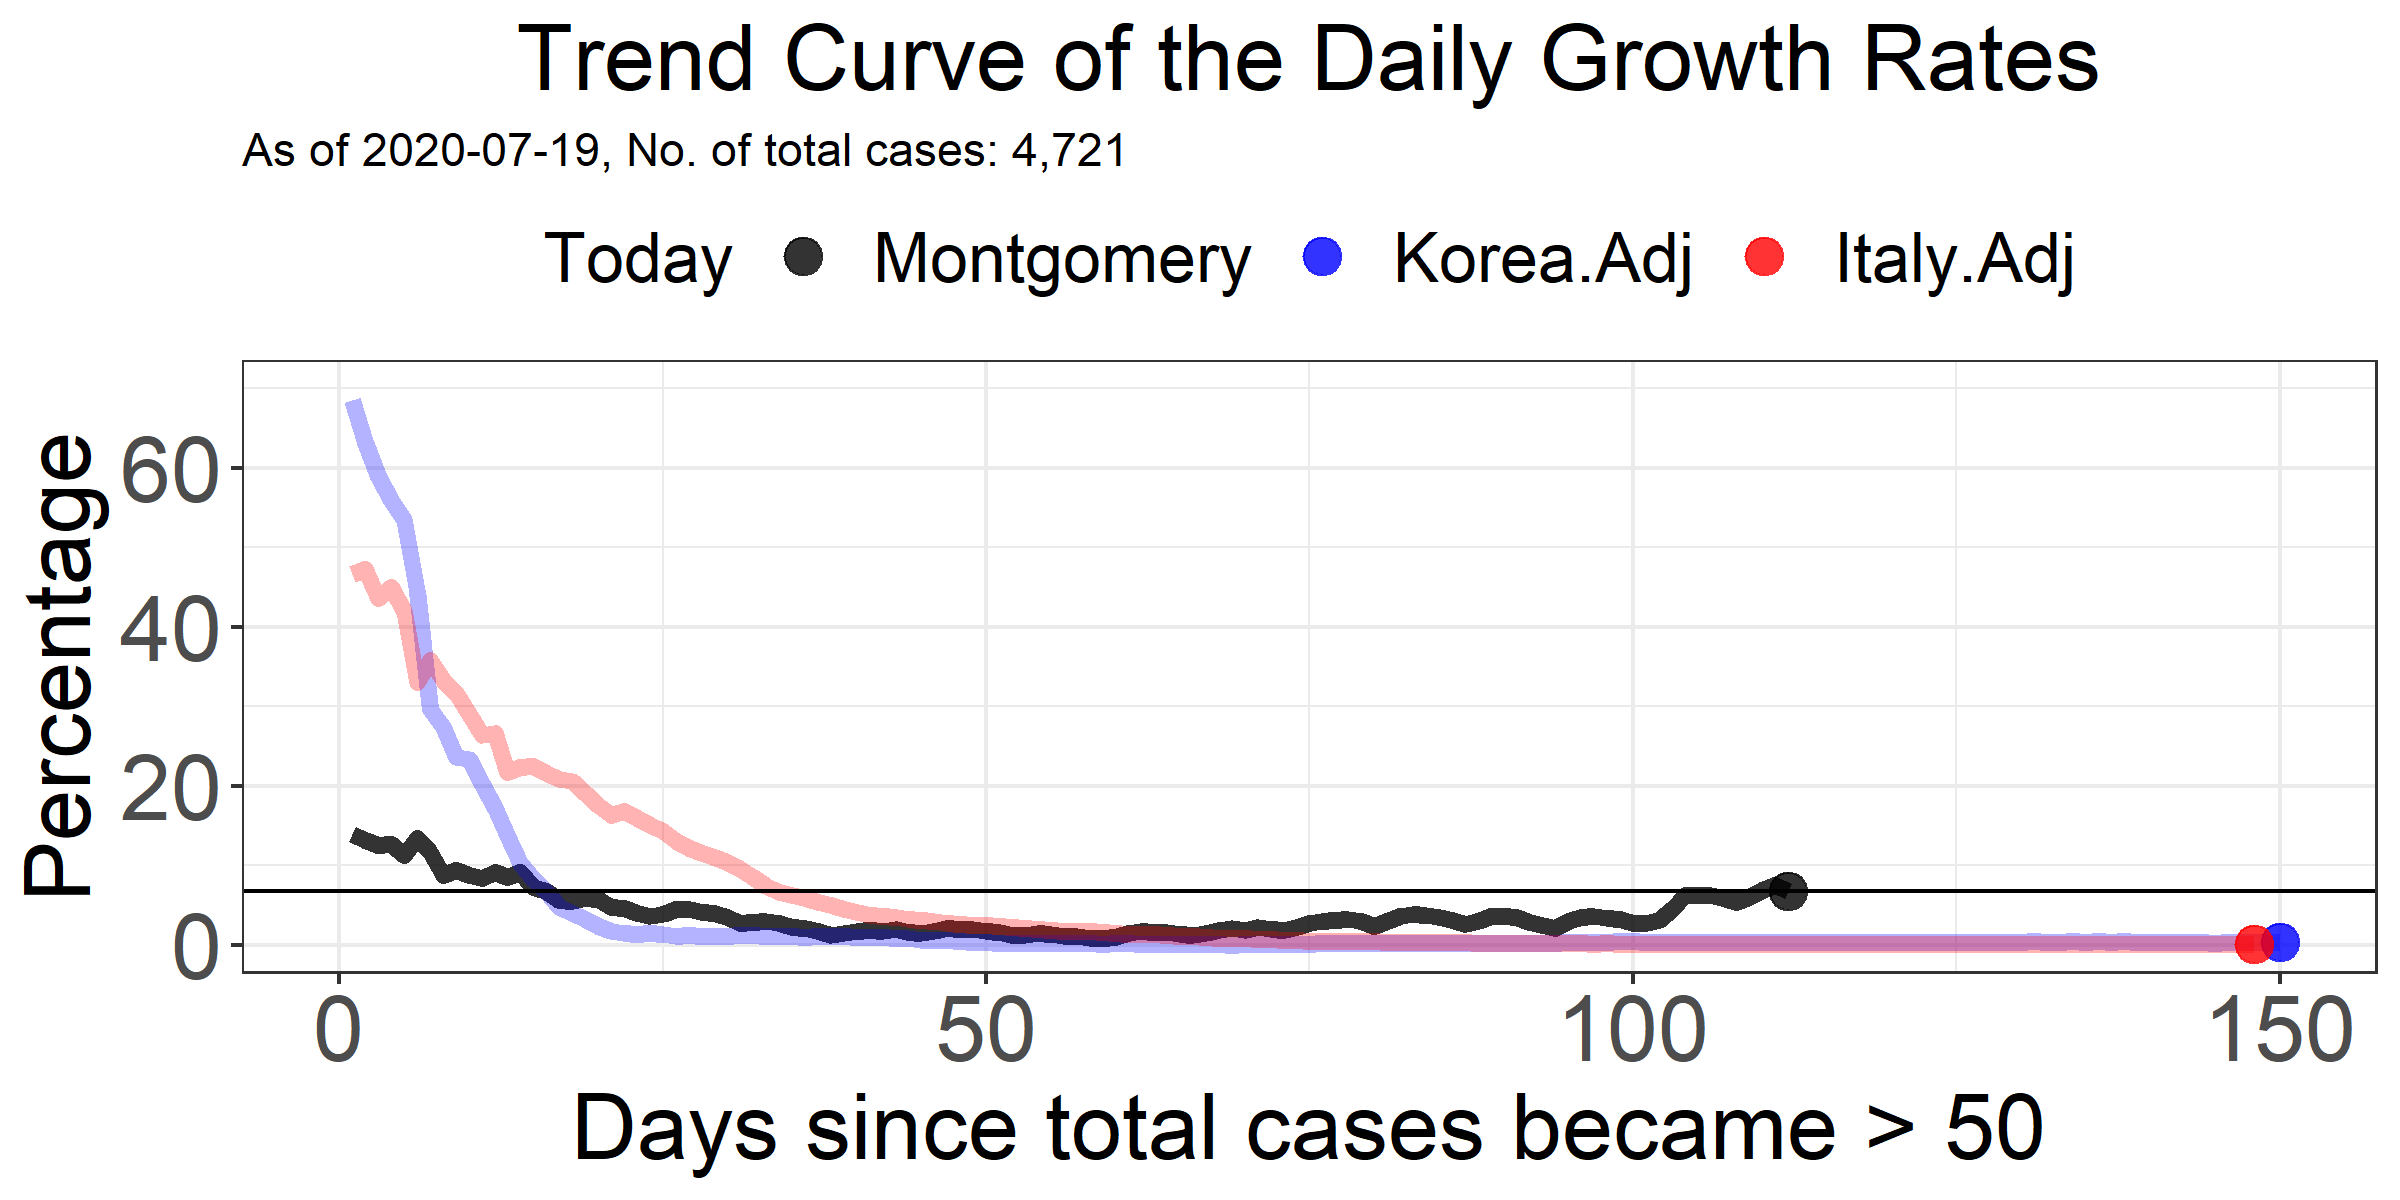 Trend Curve of the Daily Growth Rates
As of 2020-07-19, No. of total cases: 4,721
Today Montgomery Korea.Adj Italy.Adj
Percentage
60
40
20
0
0 50 100 150
Days since total cases became > 50